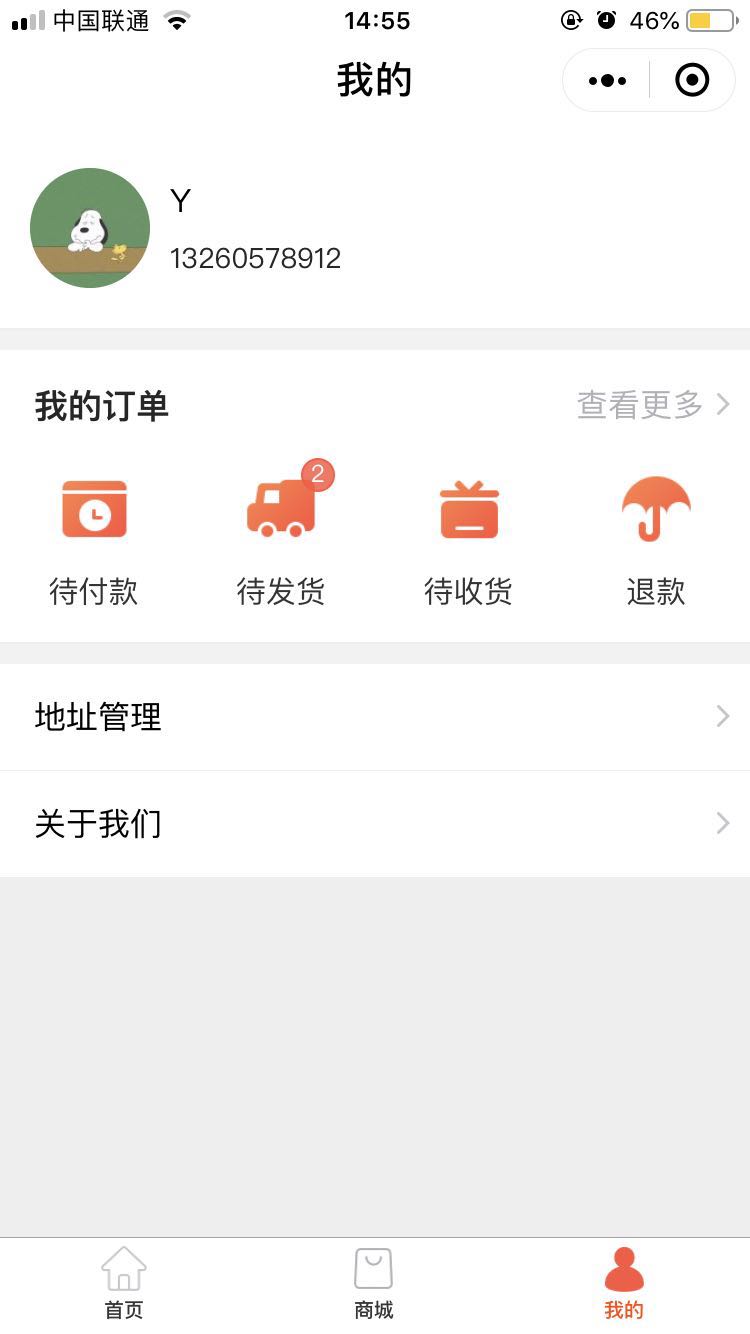 中国联通 14:55 46%
我的
Y
13260578912
我的订单 查看更多
2
待付款 待发货 待收货 退款
地址管理
关于我们
首页 商城 我的